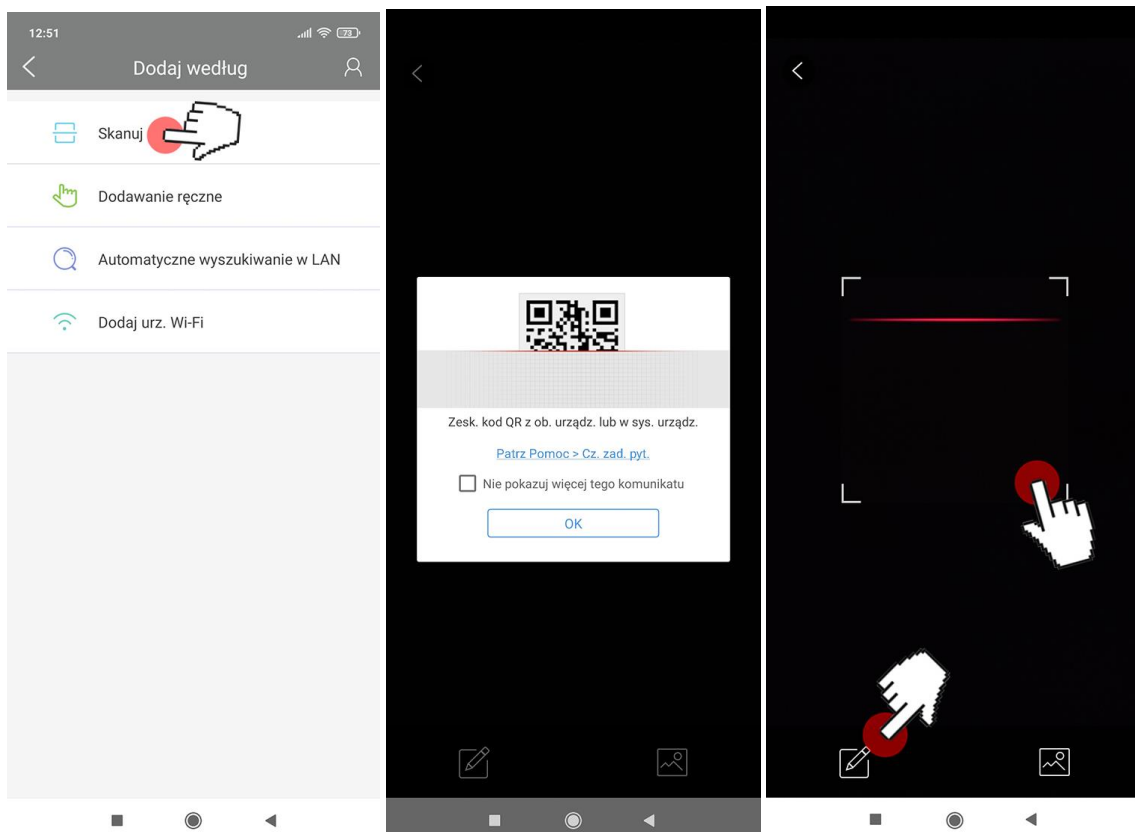 12:51
73
Dodaj według
Skanuj
Dodawanie ręczne
Automatyczne wyszukiwanie w LAN
Dodaj urz. Wi-Fi
Zesk. kod QR z ob. urządz. lub w sys. urządz.
Patrz Pomoc > Cz. zad. pyt.
Nie pokazuj więcej tego komunikatu
OK